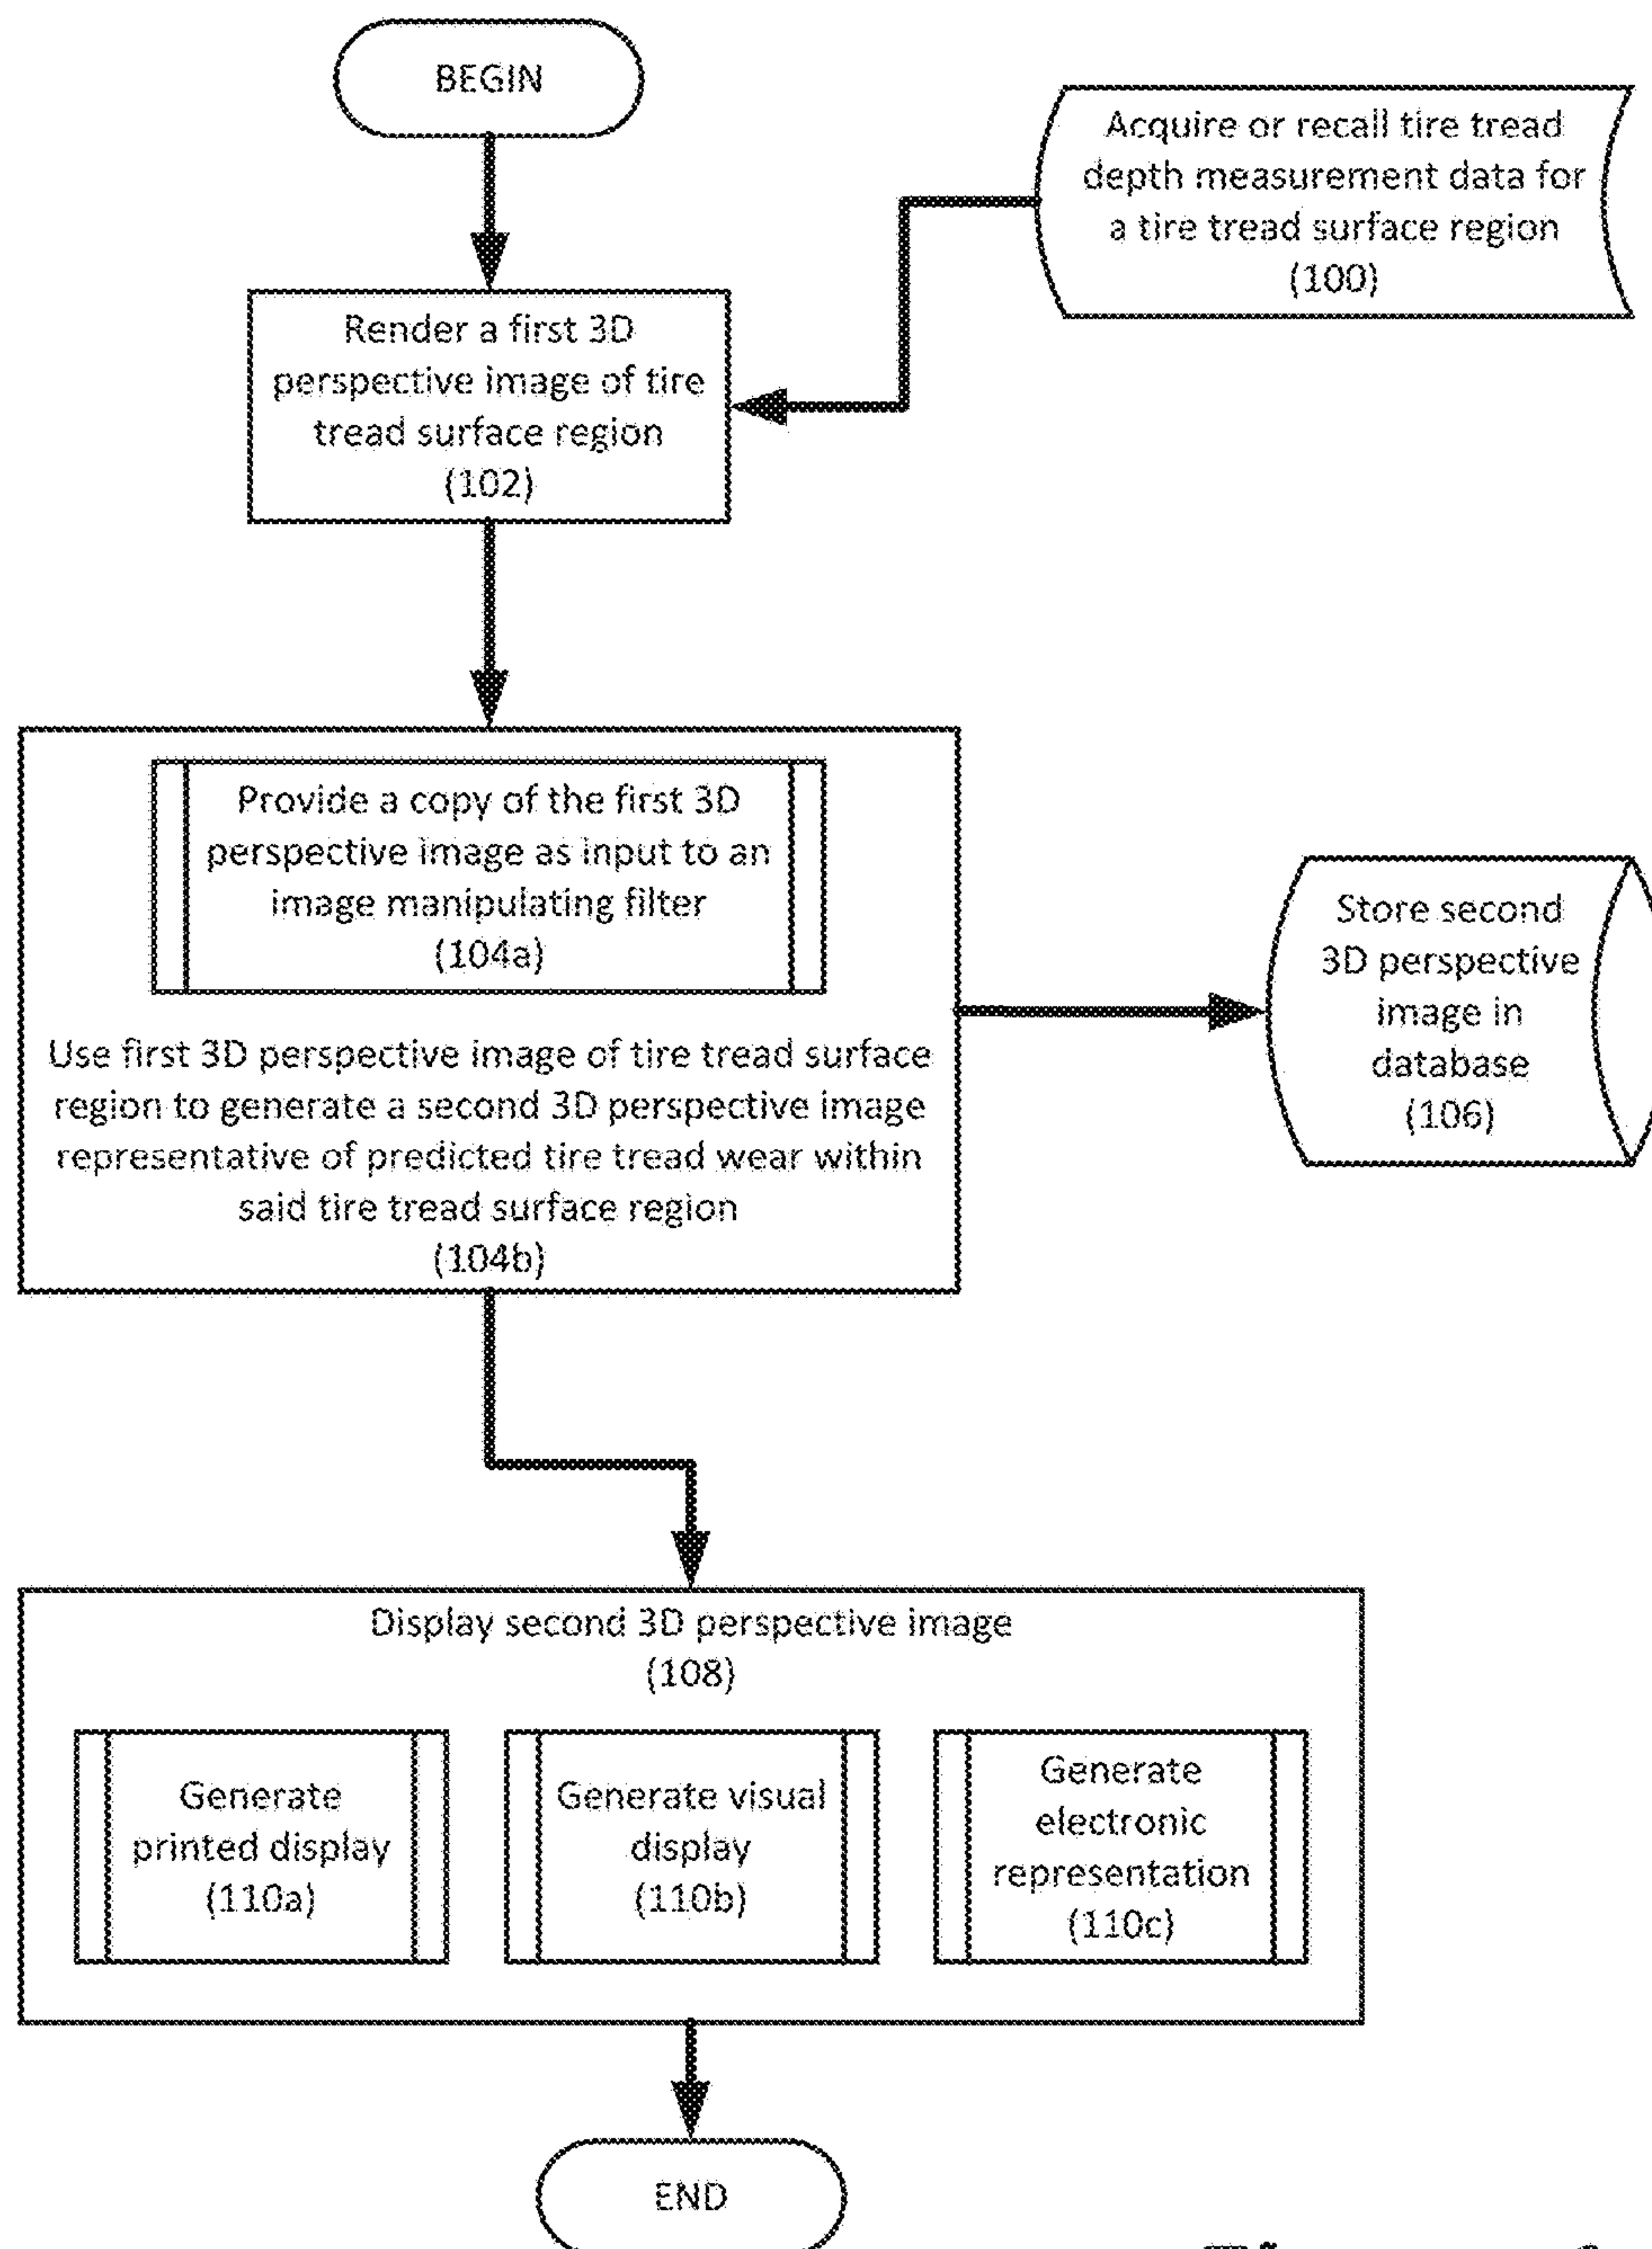 BEGIN
Acquire or recall tire tread
depth measurement data for
a tire tread surface region
(100)
Render a first 3D
perspective image of tire
tread surface region
(102)
Provide a copy of the first 3D
perspective image as input to an
image manipulating filter
(104a)
Use first 3D perspective image of tire tread surface
region to generate a second 3D perspective image
representative of predicted tire tread wear within
said tire tread surface region
(104b)
Store second
3D perspective
image in
database
(106)
Display second 3D perspective image
(108)
Generate
printed display
(110a)
Generate visual
display
(110b)
Generate
electronic
representation
(110c)
END